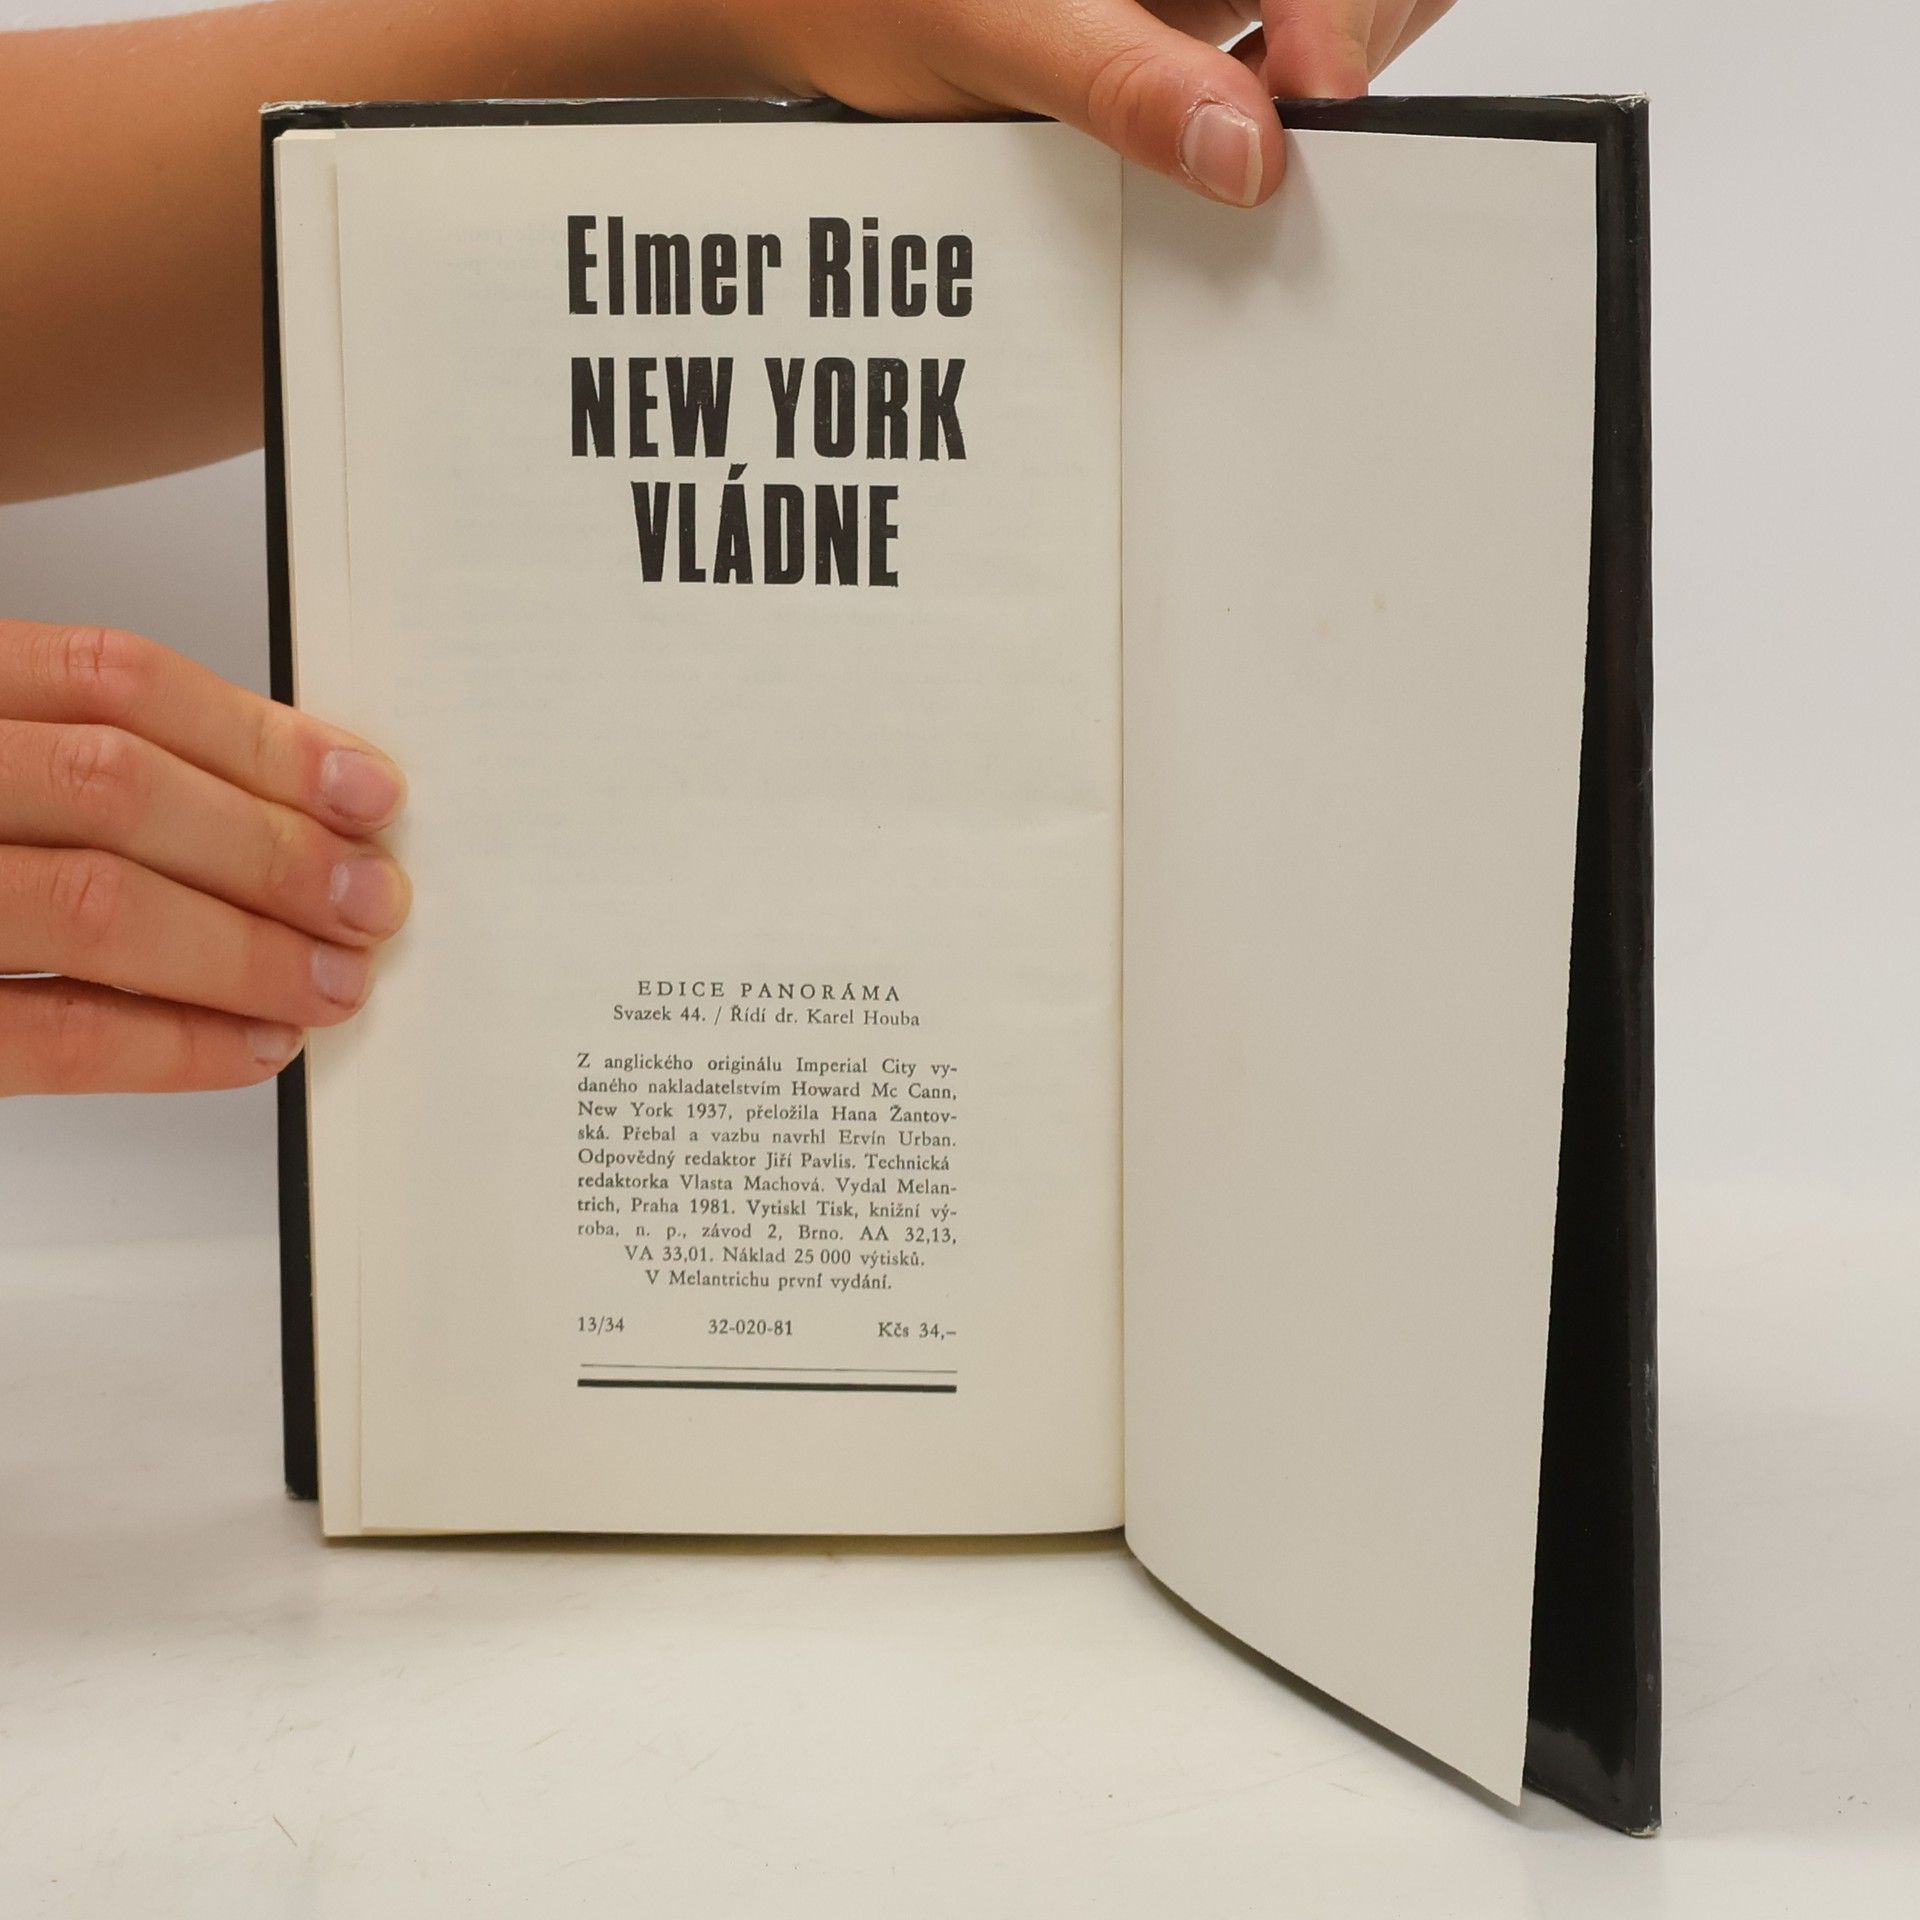 Elmer Rice
NEW YORK
VLÁDNE
EDICE PANORÁMA
Svazek 44. / Řídí dr. Karel Houba
Z anglického originálu Imperial City vy-
daného nakladatelstvím Howard Mc Cann,
New York 1937, přeložila Hana Žantov-
ská. Přebal a vazbu navrhl Ervín Urban.
Odpovědný redaktor Jiří Pavlis. Technická
redaktorka Vlasta Machová. Vydal Melan-
trich, Praha 1981. Vytiskl Tisk, knižní vý-
roba, n. p., závod 2, Brno. AA 32,13,
VA 33,01. Náklad 25 000 výtisků.
V Melantrichu první vydání.
13/34 32-020-81 Kčs 34,–